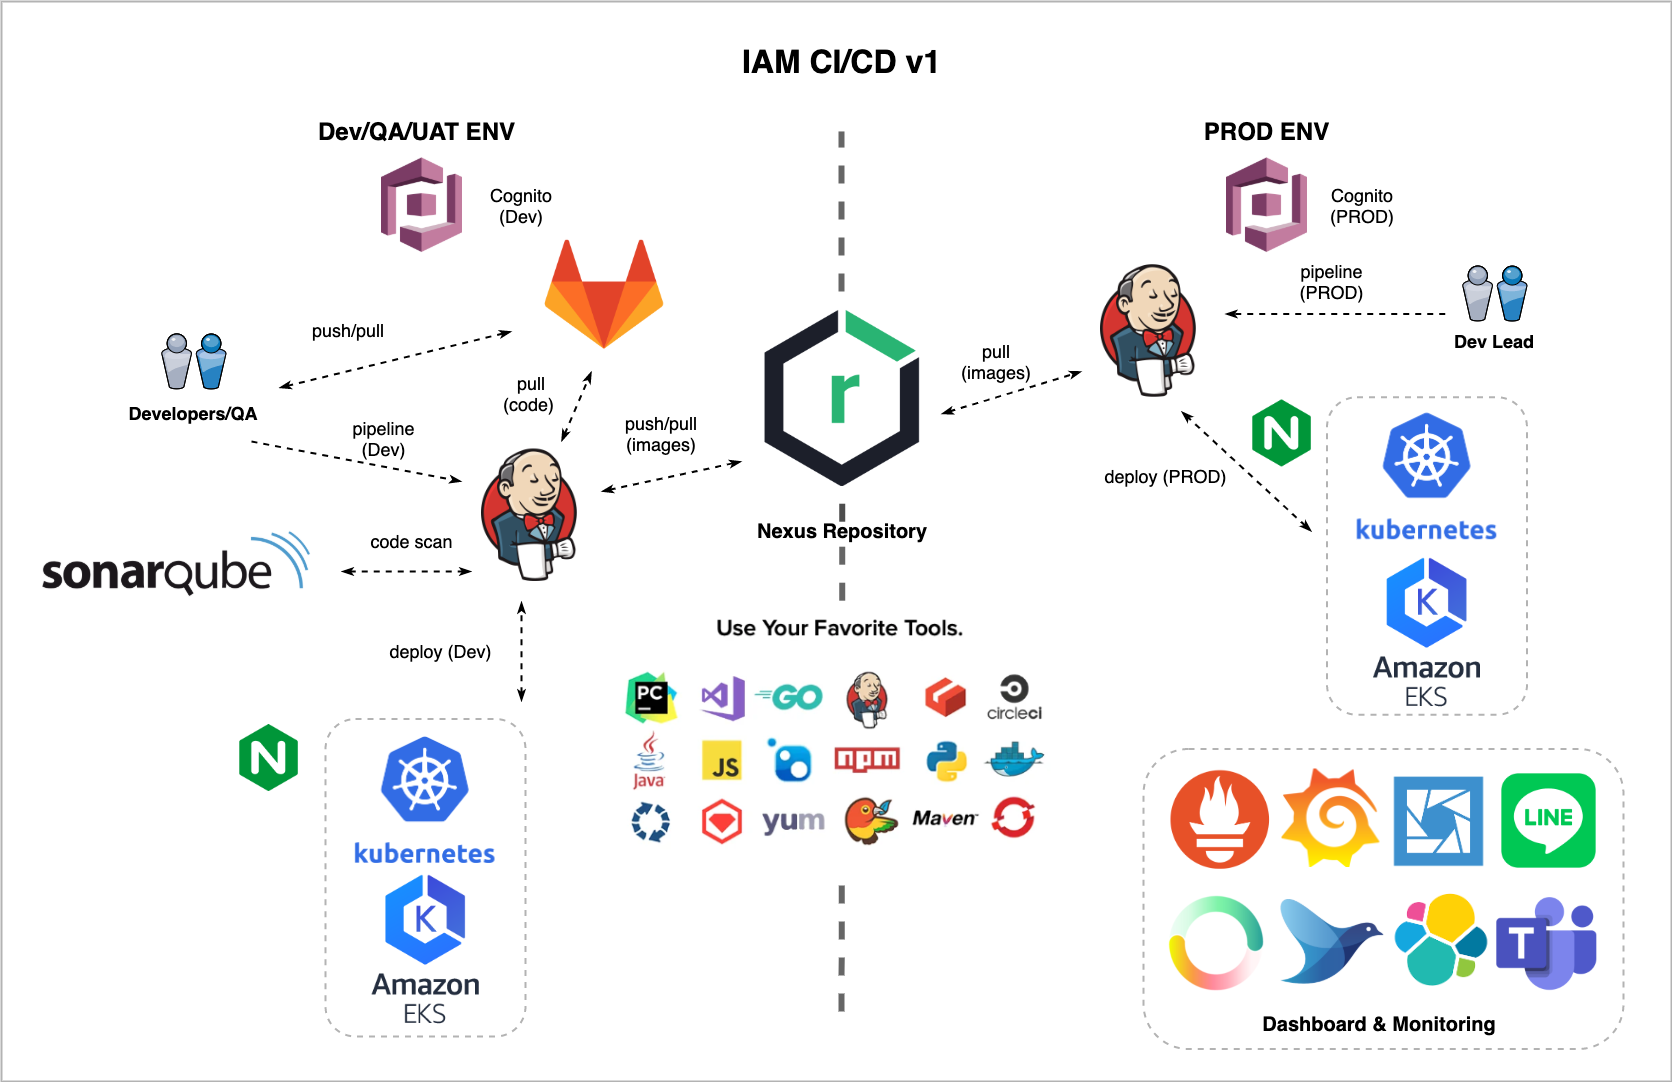 IAM CI/CD v1
Dev/QA/UAT ENV
Cognito
(Dev)
push/pull
Developers/QA
pull
(code)
pipeline
(Dev)
push/pull
(images)
sonarqube
code scan
deploy (Dev)
N
kubernetes
K
Amazon
EKS
r
Nexus Repository
Use Your Favorite Tools.
PC
GO
circleci
Java
JS
npm
yum
Maven
PROD ENV
Cognito
(PROD)
pipeline
(PROD)
Dev Lead
pull
(images)
deploy (PROD)
N
kubernetes
K
Amazon
EKS
LINE
T
Dashboard & Monitoring